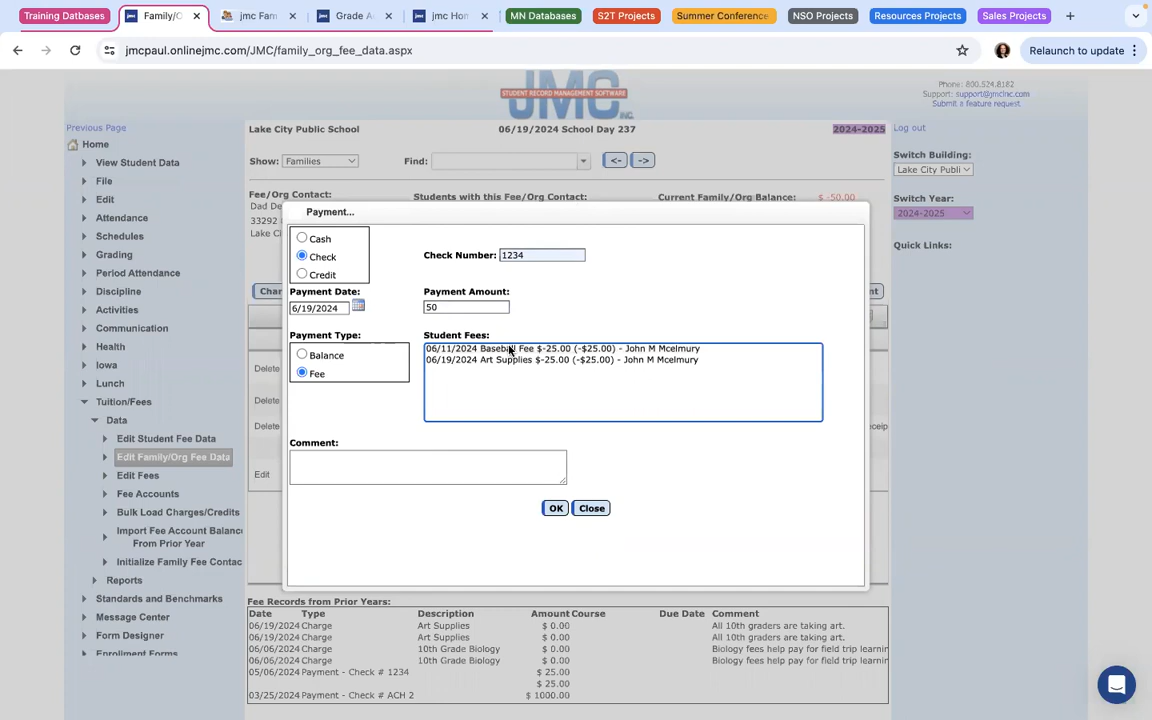 Training Datbases
Family/O
jmc Fam
Grade A
jmc Hon
MN Databases
S2T Projects
Summer Conference
NSO Projects
Resources Projects
Sales Projects
jmcpaul.onlinejmc.com/JMC/family_org_fee_data.aspx
Relaunch to update
STUDENT RECORD MANAGEMENT SOFTWARE
JMC
INC.
Phone: 800.524.8182
Support: support@jmcinc.com
Submit a feature request
Previous Page
Home
View Student Data
File
Edit
Attendance
Schedules
Grading
Period Attendance
Discipline
Activities
Communication
Health
Iowa
Lunch
Tuition/Fees
Data
Edit Student Fee Data
Edit Family/Org Fee Data
Edit Fees
Fee Accounts
Bulk Load Charges/Credits
Import Fee Account Balance
From Prior Year
Initialize Family Fee Contac
Reports
Standards and Benchmarks
Message Center
Form Designer
Enrollment Forms
Lake City Public School
06/19/2024 School Day 237
2024-2025
Show: Families
Find:
<-
->
Fee/Org Contact:
Students with this Fee/Org Contact:
Current Family/Org Balance:
$ -50.00
Dad De
33292
Lake C
Char
nt
Delete
Delete
Delete
eceip
Edit
Log out
Switch Building:
Lake City Publi
Switch Year:
2024-2025
Quick Links:
Payment...
Cash
Check
Credit
Check Number: 1234
Payment Date:
6/19/2024
Payment Amount:
50
Payment Type:
Balance
Fee
Student Fees:
06/11/2024 Baseball Fee $-25.00 (-$25.00) - John M Mcelmury
06/19/2024 Art Supplies $-25.00 (-$25.00) - John M Mcelmury
Comment:
OK
Close
Fee Records from Prior Years:
Date Type Description Amount Course Due Date Comment
06/19/2024 Charge Art Supplies $ 0.00 All 10th graders are taking art.
06/19/2024 Charge Art Supplies $ 0.00 All 10th graders are taking art.
06/06/2024 Charge 10th Grade Biology $ 0.00 Biology fees help pay for field trip learnin
06/06/2024 Charge 10th Grade Biology $ 0.00 Biology fees help pay for field trip learnin
05/06/2024 Payment - Check # 1234 $ 25.00
$ 25.00
03/25/2024 Payment - Check # ACH 2 $ 1000.00